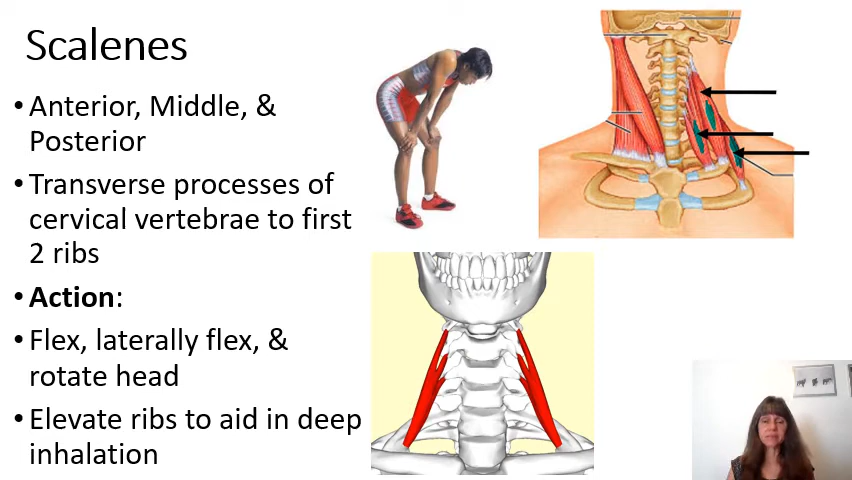 Scalenes
• Anterior, Middle, &
Posterior
• Transverse processes of
cervical vertebrae to first
2 ribs
• Action:
• Flex, laterally flex, &
rotate head
• Elevate ribs to aid in deep
inhalation